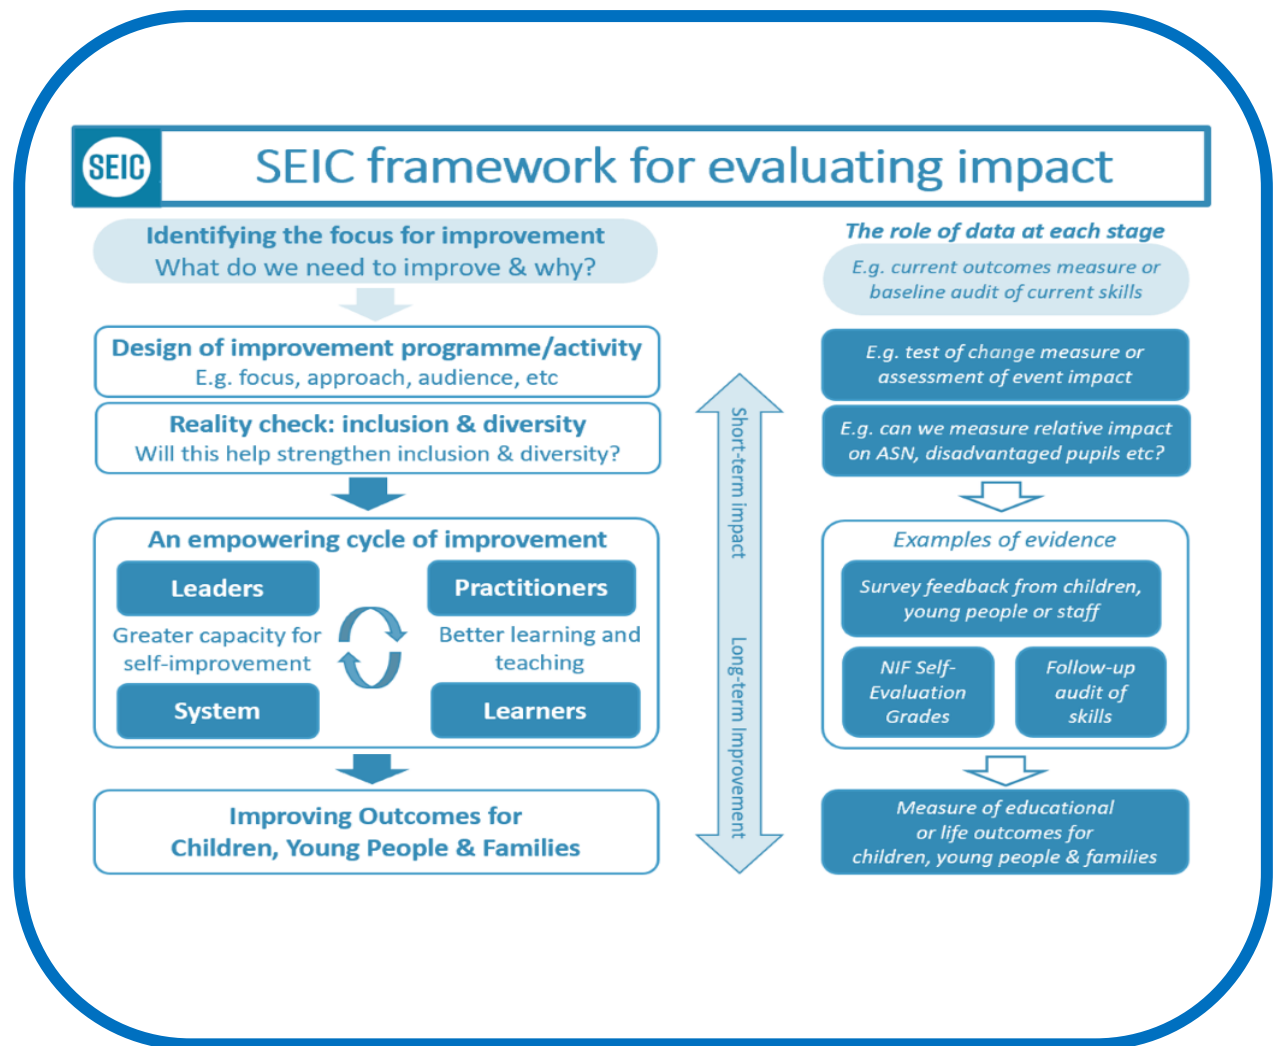 SEIC
SEIC framework for evaluating impact
Identifying the focus for improvement
What do we need to improve & why?
Design of improvement programme/activity
E.g. focus, approach, audience, etc
Reality check: inclusion & diversity
Will this help strengthen inclusion & diversity?
An empowering cycle of improvement
Leaders
Practitioners
Greater capacity for
self-improvement
Better learning and
teaching
System
Learners
Improving Outcomes for
Children, Young People & Families
Short-term impact
Long-term Improvement
The role of data at each stage
E.g. current outcomes measure or
baseline audit of current skills
E.g. test of change measure or
assessment of event impact
E.g. can we measure relative impact
on ASN, disadvantaged pupils etc?
Examples of evidence
Survey feedback from children,
young people or staff
NIF Self-
Evaluation
Grades
Follow-up
audit of
skills
Measure of educational
or life outcomes for
children, young people & families